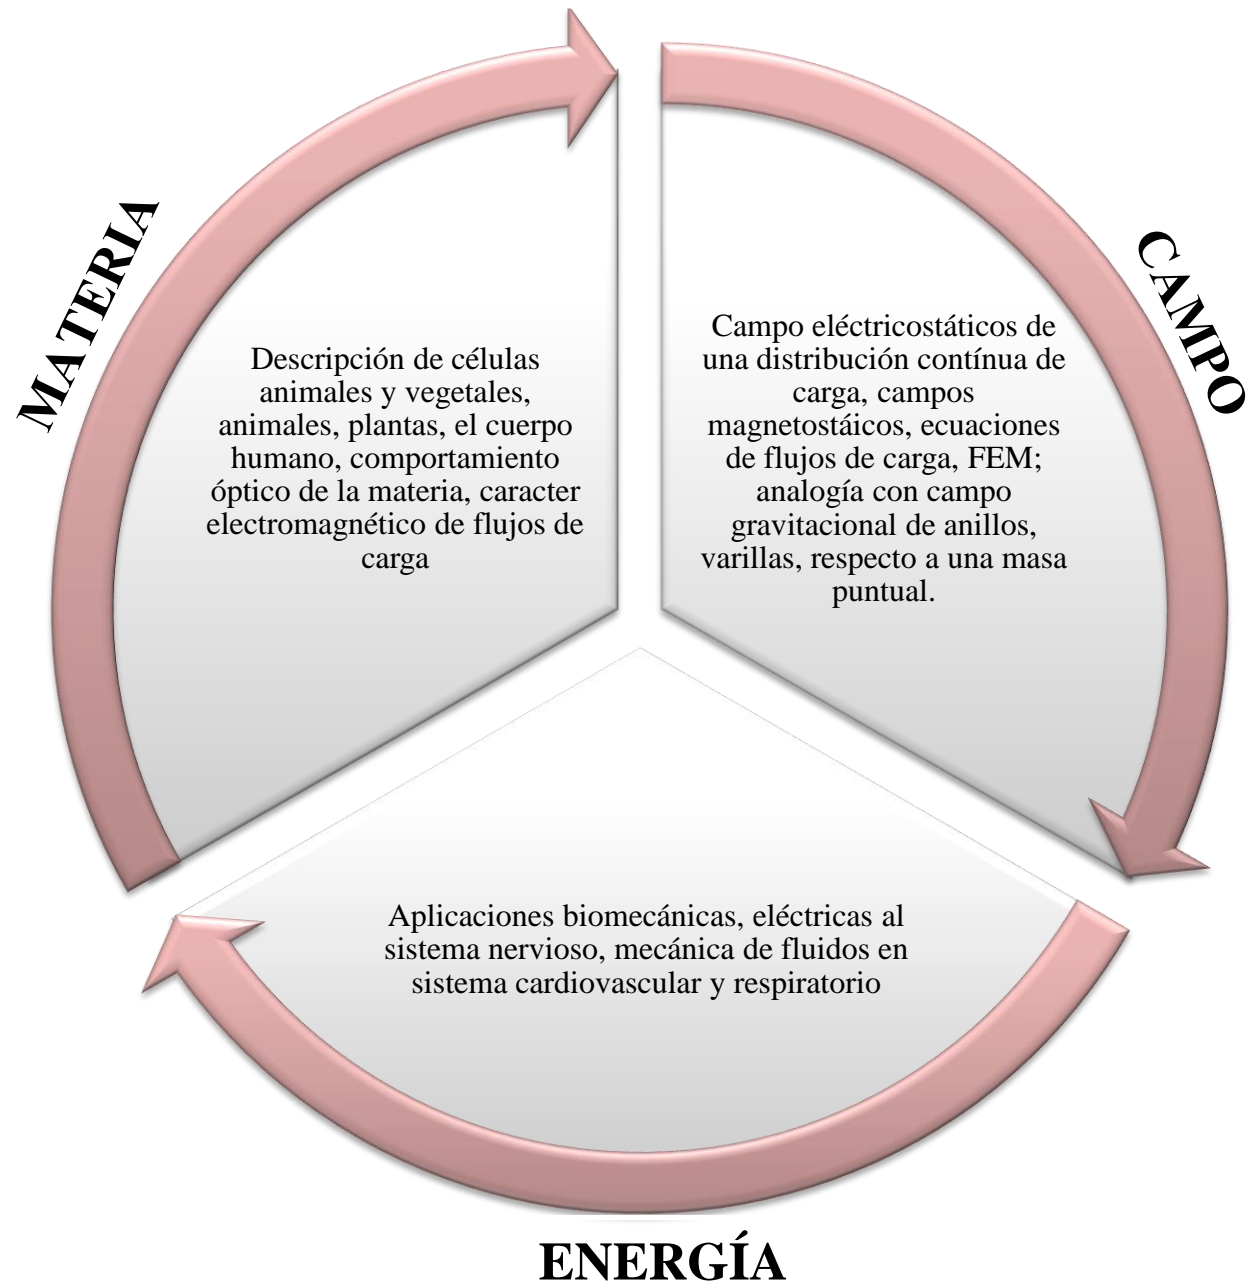 MATERIA
Descripción de células
animales y vegetales,
animales, plantas, el cuerpo
humano, comportamiento
óptico de la materia, caracter
electromagnético de flujos de
carga
CAMPO
Campo eléctricostáticos de
una distribución contínua de
carga, campos
magnetostáicos, ecuaciones
de flujos de carga, FEM;
analogía con campo
gravitacional de anillos,
varillas, respecto a una masa
puntual.
Aplicaciones biomecánicas, eléctricas al
sistema nervioso, mecánica de fluidos en
sistema cardiovascular y respiratorio
ENERGÍA